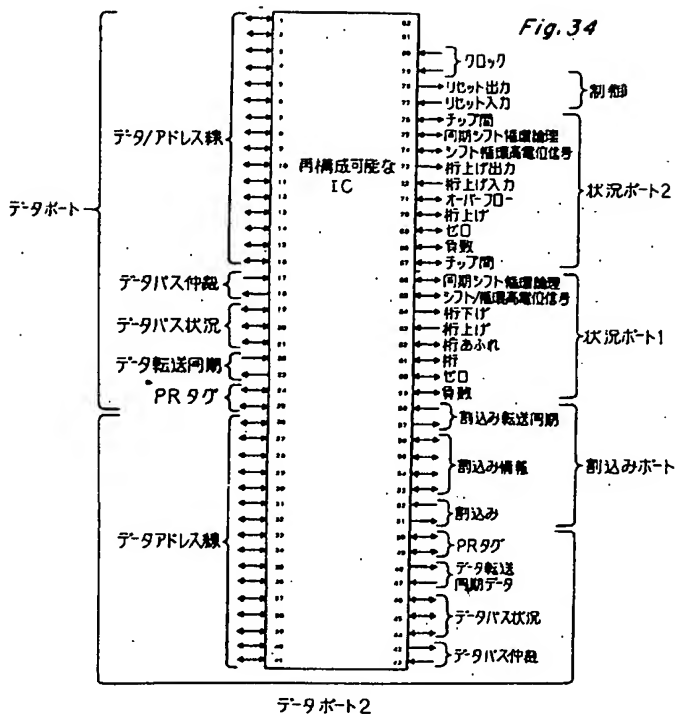 Fig. 34
データポート
データ/アドレス線
データバス仲裁
データバス状況
データ転送同期
PRタグ
データアドレス線
データポート2
再構成可能な
IC
クロック
リセット出力
リセット入力
制御
チップ間
同期シフト循環論理
シフト循環高電位信号
桁上げ出力
桁上げ入力
オーバーフロー
桁上げ
ゼロ
負数
チップ間
状況ポート2
同期シフト循環論理
シフト/循環高電位信号
桁下げ
桁上げ
桁あふれ
桁
ゼロ
負数
状況ポート1
割込み転送同期
割込み情報
割込み
割込みポート
PRタグ
データ転送
同期データ
データバス状況
データバス仲裁